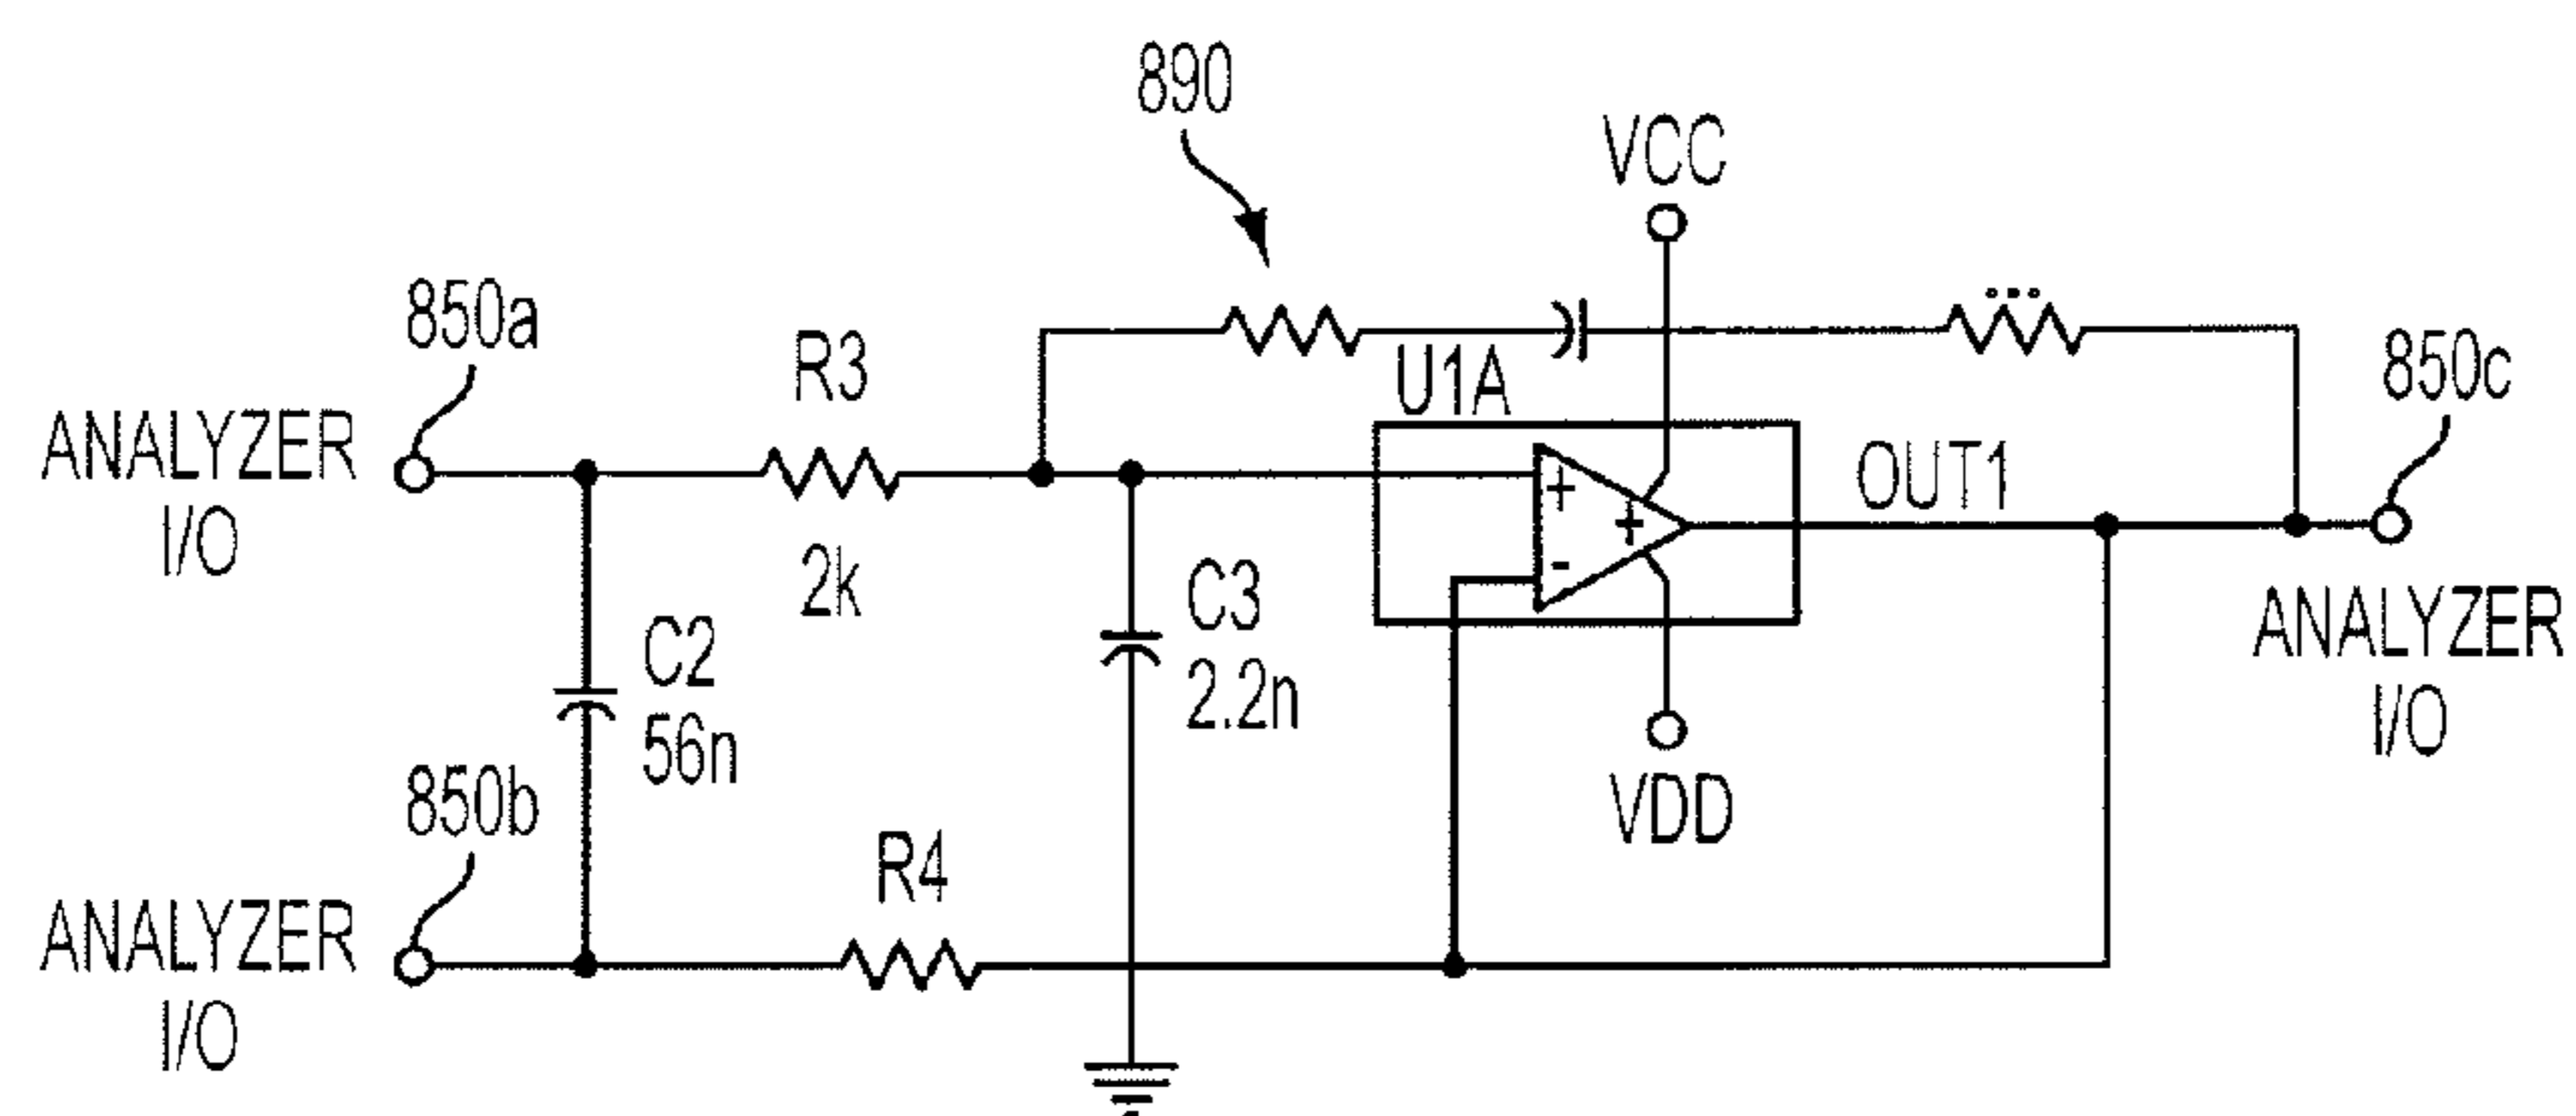 890
VCC
850a
R3
U1A
850c
ANALYZER
I/O
OUT1
+
+
-
2k
C3
2.2n
ANALYZER
I/O
C2
56n
VDD
850b
R4
ANALYZER
I/O